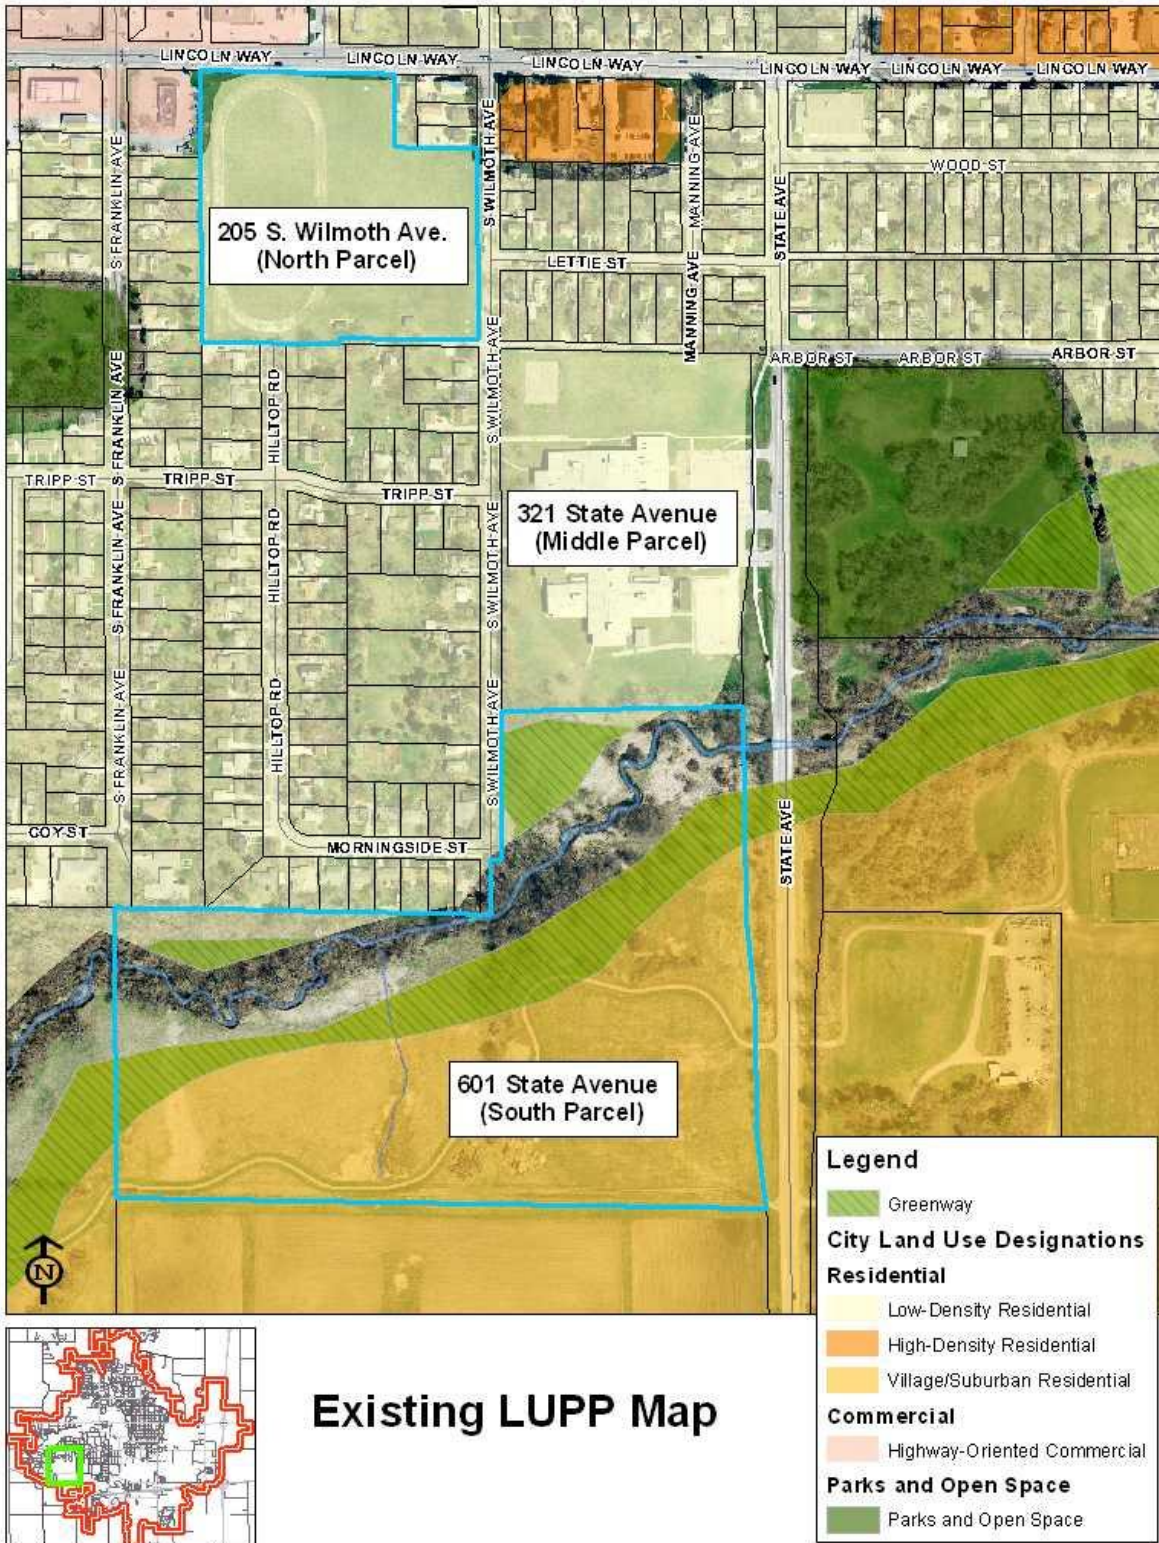 LINCOLN WAY
LINCOLN WAY
LINCOLN WAY
LINCOLN WAY
LINCOLN WAY
LINCOLN WAY
S FRANKLIN AVE
S WILMOTH AVE
MANNING AVE
STATE AVE
WOOD ST
205 S. Wilmoth Ave.
(North Parcel)
LETTIE ST
MANNING AVE
S WILMOTH AVE
ARBOR ST
ARBOR ST
ARBOR ST
S FRANKLIN AVE
HILLTOP RD
TRIPP ST
TRIPP ST
TRIPP ST
321 State Avenue
(Middle Parcel)
S FRANKLIN AVE
HILLTOP RD
S WILMOTH AVE
S FRANKLIN AVE
HILLTOP RD
S WILMOTH AVE
COY ST
MORNINGSIDE ST
STATE AVE
601 State Avenue
(South Parcel)
N
Legend
Greenway
City Land Use Designations
Residential
Low-Density Residential
High-Density Residential
Village/Suburban Residential
Commercial
Highway-Oriented Commercial
Parks and Open Space
Parks and Open Space
Existing LUPP Map